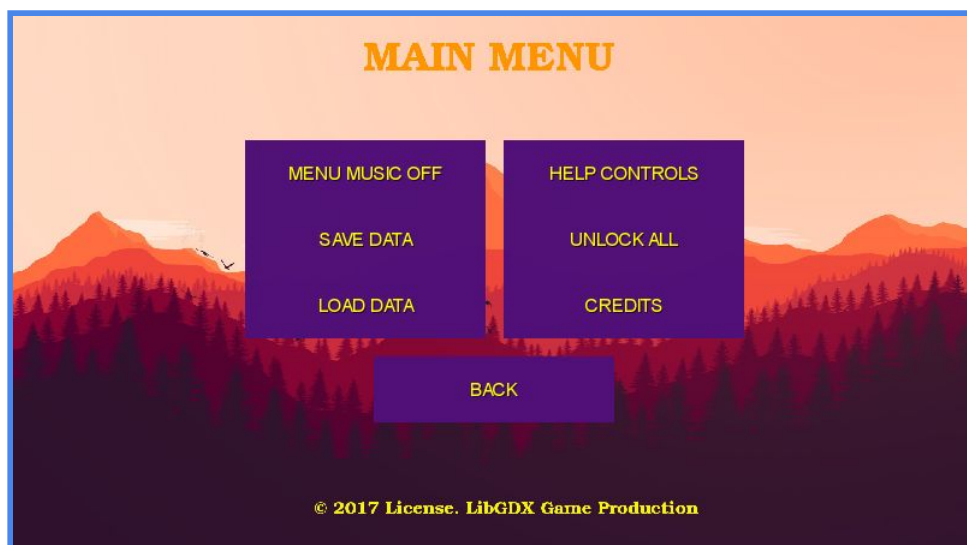 MAIN MENU
MENU MUSIC OFF
SAVE DATA
LOAD DATA
HELP CONTROLS
UNLOCK ALL
CREDITS
BACK
© 2017 License. LibGDX Game Production